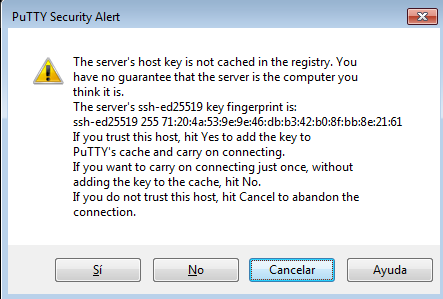 PuTTY Security Alert
The server's host key is not cached in the registry. You
have no guarantee that the server is the computer you
think it is.
The server's ssh-ed25519 key fingerprint is:
ssh-ed25519 255 71:20:4a:53:9e:9e:46:db:b3:42:b0:8f:bb:8e:21:61
If you trust this host, hit Yes to add the key to
PuTTY's cache and carry on connecting.
If you want to carry on connecting just once, without
adding the key to the cache, hit No.
If you do not trust this host, hit Cancel to abandon the
connection.
Sí No Cancelar Ayuda